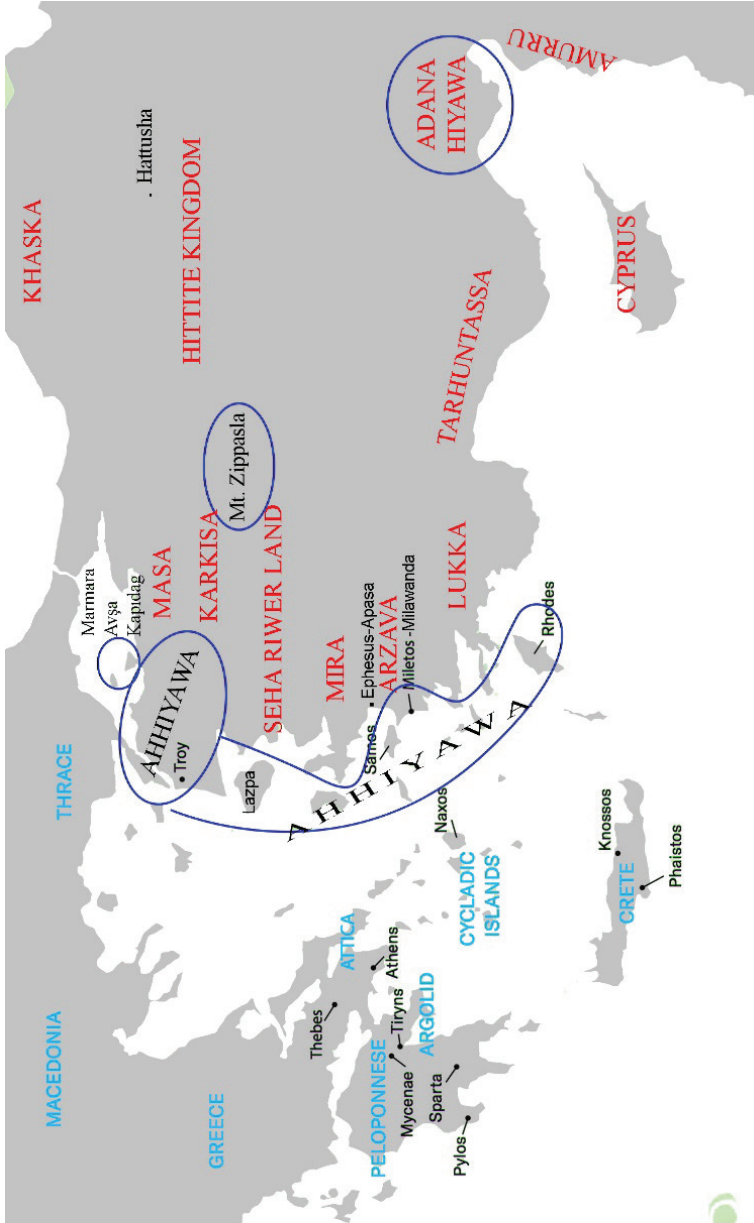 KHASKA
MACEDONIA
THRACE
Marmara
Avşa
Kapıdag
. Hattusha
MASA
AHHIYAWA
Troy
HITTITE KINGDOM
KARKISA
GREECE
Mt. Zippasla
Lazpa
SEHA RIWER LAND
Thebes
ATTICA
MIRA
Ephesus-Apasa
Samos
ARZAVA
Miletos -Milawanda
AHHIYAWA
Athens
PELOPONNESE
Mycenae
Tiryns
ARGOLID
Sparta
Pylos
Naxos
CYCLADIC
ISLANDS
LUKKA
Rhodes
TARHUNTASSA
ADANA
HIYAWA
AMURRU
CYPRUS
Knossos
CRETE
Phaistos